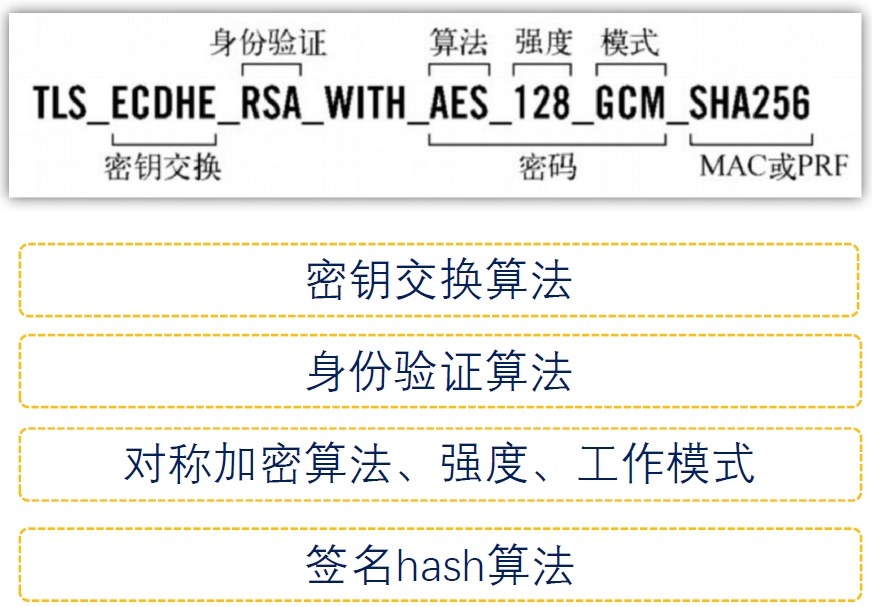 身份验证 算法 强度 模式
TLS_ECDHE_RSA_WITH_AES_128_GCM_SHA256
密钥交换 密码 MAC或PRF
密钥交换算法
身份验证算法
对称加密算法、强度、工作模式
签名hash算法